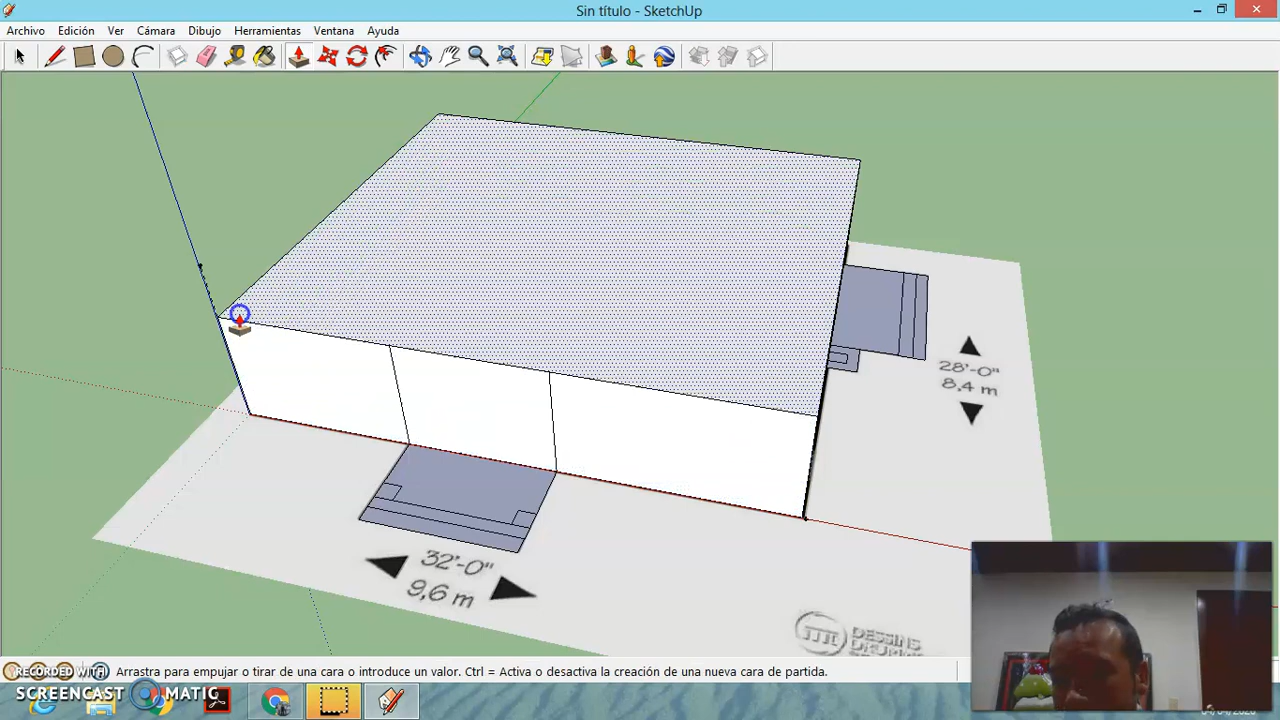 Sin título - SketchUp
Archivo Edición Ver Cámara Dibujo Herramientas Ventana Ayuda
28'-0"
8,4 m
32'-0"
9,6 m
DESSINS
Arrastra para empujar o tirar de una cara o introduce un valor. Ctrl = Activa o desactiva la creación de una nueva cara de partida.
RECORDED WITH
SCREENCAST MATIC